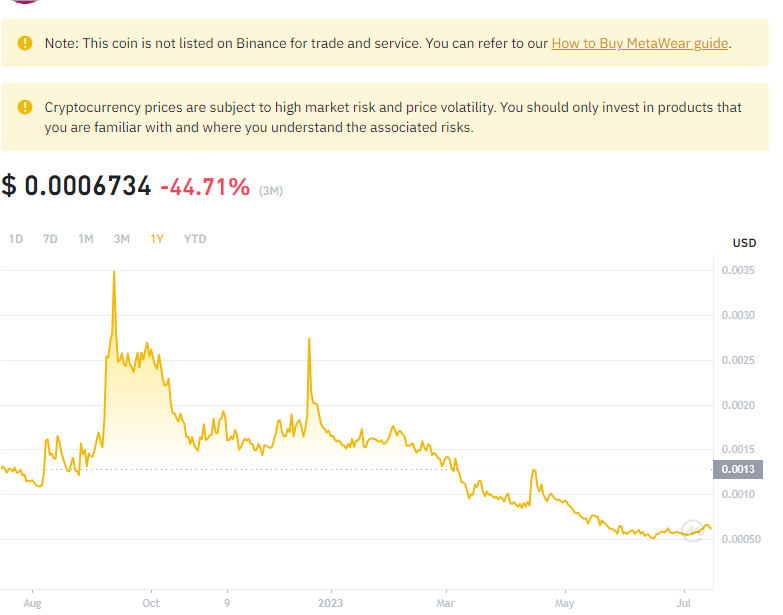 Note: This coin is not listed on Binance for trade and service. You can refer to our How to Buy MetaWear guide.
Cryptocurrency prices are subject to high market risk and price volatility. You should only invest in products that
you are familiar with and where you understand the associated risks.
$ 0.0006734 -44.71% (3M)
1D 7D 1M 3M 1Y YTD
USD
0.0035
0.0030
0.0025
0.0020
0.0015
0.0013
0.0010
0.00050
Aug Oct 9 2023 Mar May Jul